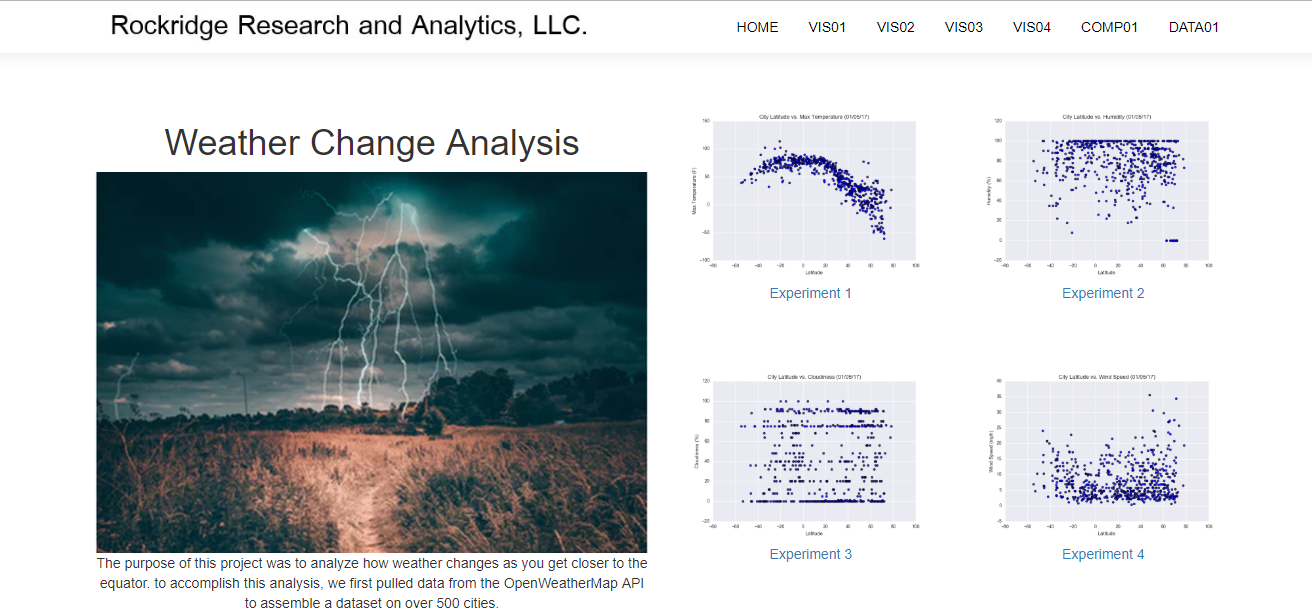 Rockridge Research and Analytics, LLC.
HOME VIS01 VIS02 VIS03 VIS04 COMP01 DATA01
Weather Change Analysis
The purpose of this project was to analyze how weather changes as you get closer to the
equator. to accomplish this analysis, we first pulled data from the OpenWeatherMap API
to assemble a dataset on over 500 cities.
City Latitude vs. Max Temperature (01/05/17)
Max Temperature (F)
150
100
50
0
-50
-100
-80 -60 -40 -20 0 20 40 60 80 100
Latitude
Experiment 1
City Latitude vs. Humidity (01/05/17)
Humidity (%)
120
100
80
60
40
20
0
-20
-80 -60 -40 -20 0 20 40 60 80 100
Latitude
Experiment 2
City Latitude vs. Cloudiness (01/05/17)
Cloudiness (%)
120
100
80
60
40
20
0
-20
-80 -60 -40 -20 0 20 40 60 80 100
Latitude
Experiment 3
City Latitude vs. Wind Speed (01/05/17)
Wind Speed (mph)
40
35
30
25
20
15
10
5
0
-5
-80 -60 -40 -20 0 20 40 60 80 100
Latitude
Experiment 4